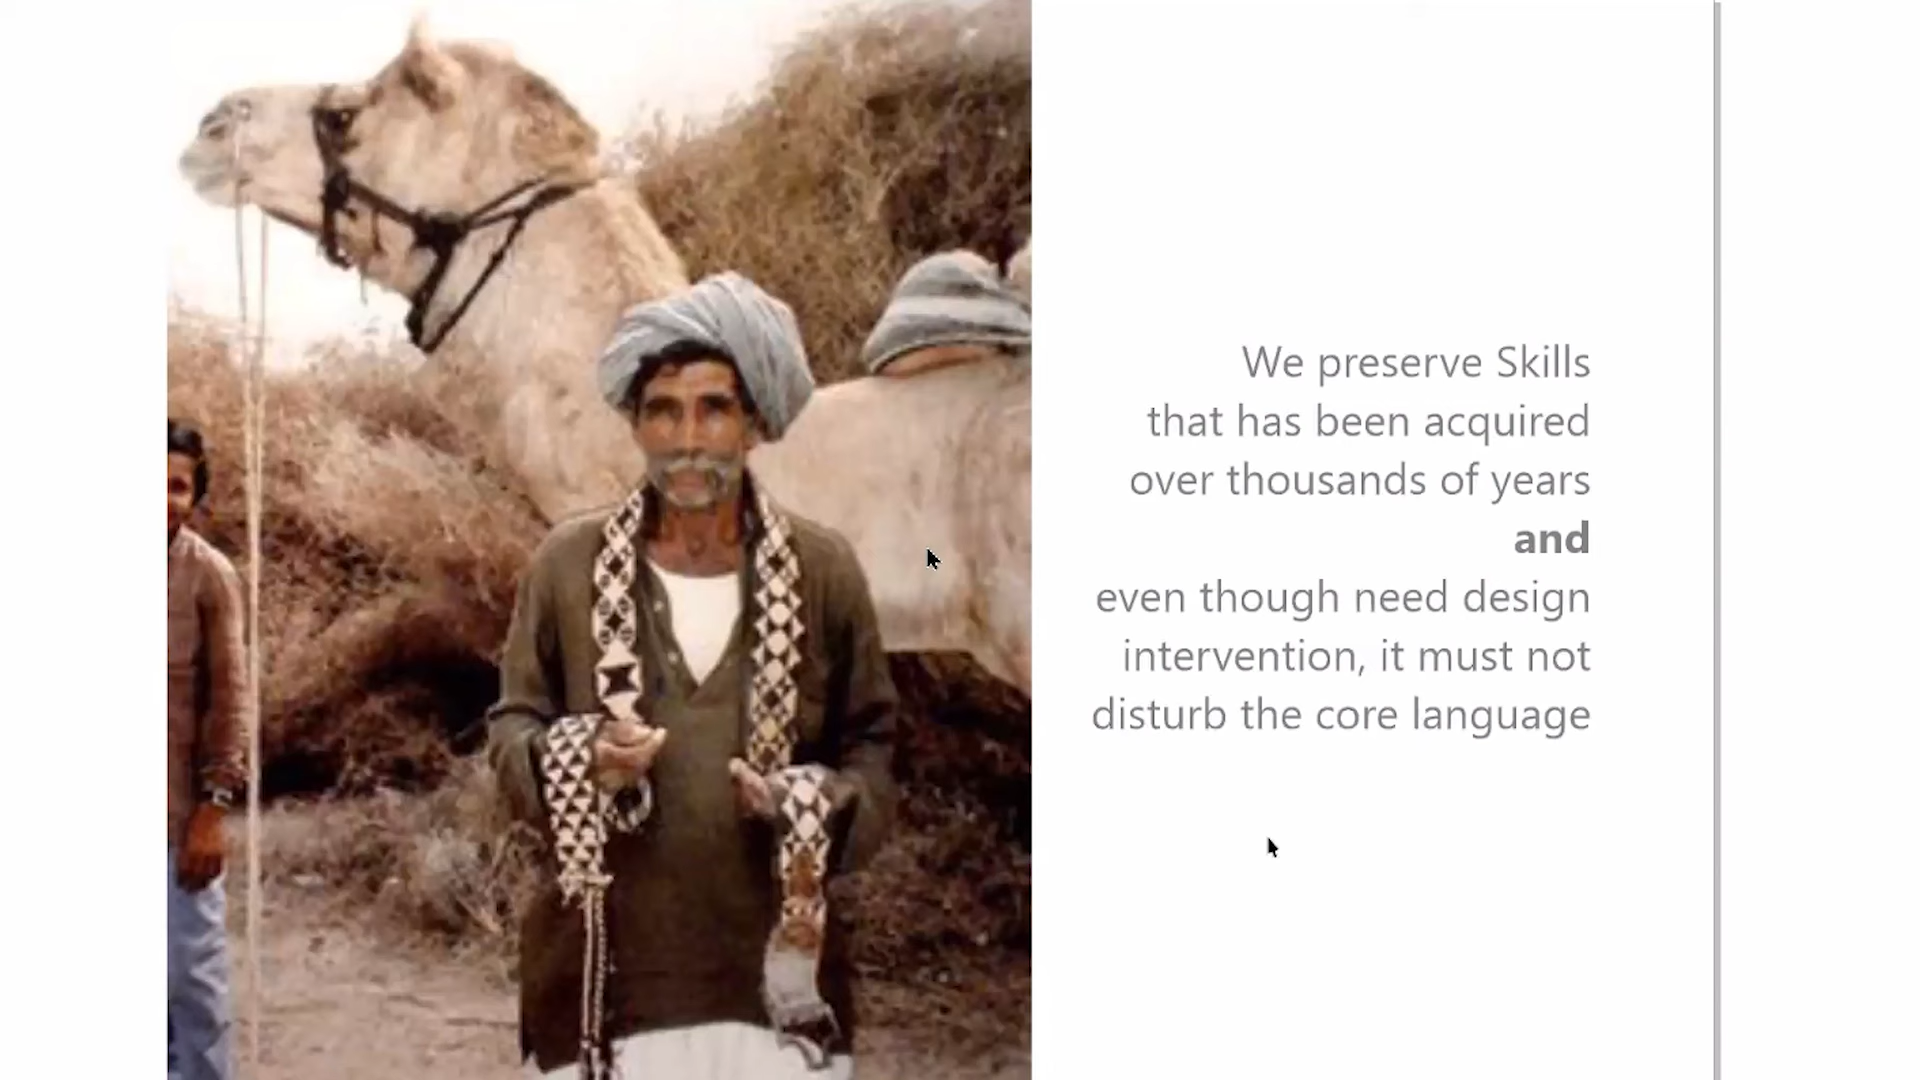 We preserve Skills
that has been acquired
over thousands of years
and
even though need design
intervention, it must not
disturb the core language